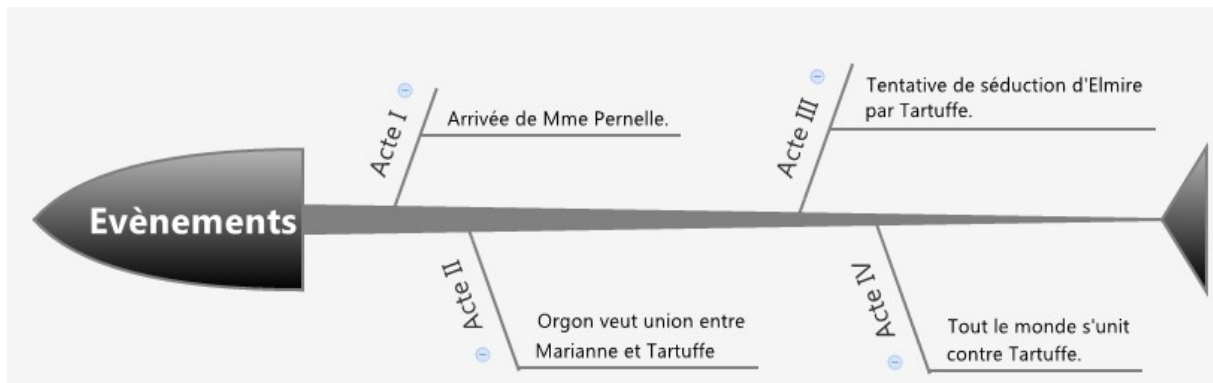 Evènements
Acte I
Arrivée de Mme Pernelle.
Acte II
Orgon veut union entre
Marianne et Tartuffe
Acte III
Tentative de séduction d'Elmire
par Tartuffe.
Acte IV
Tout le monde s'unit
contre Tartuffe.